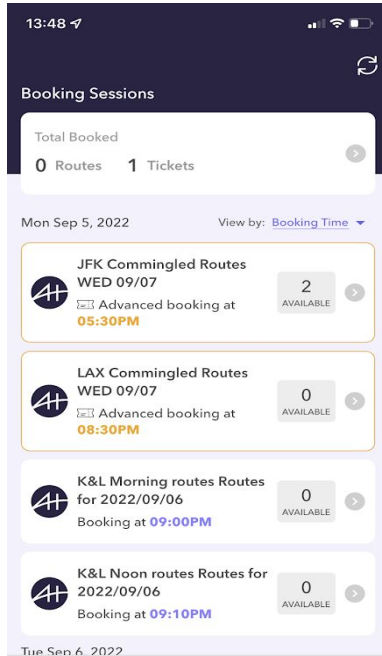 13:48
Booking Sessions
Total Booked
0 Routes 1 Tickets
Mon Sep 5, 2022 View by: Booking Time
JFK Commingled Routes
WED 09/07
Advanced booking at
05:30PM
2
AVAILABLE
LAX Commingled Routes
WED 09/07
Advanced booking at
08:30PM
0
AVAILABLE
K&L Morning routes Routes
for 2022/09/06
Booking at 09:00PM
0
AVAILABLE
K&L Noon routes Routes for
2022/09/06
Booking at 09:10PM
0
AVAILABLE
Tue Sep 6, 2022